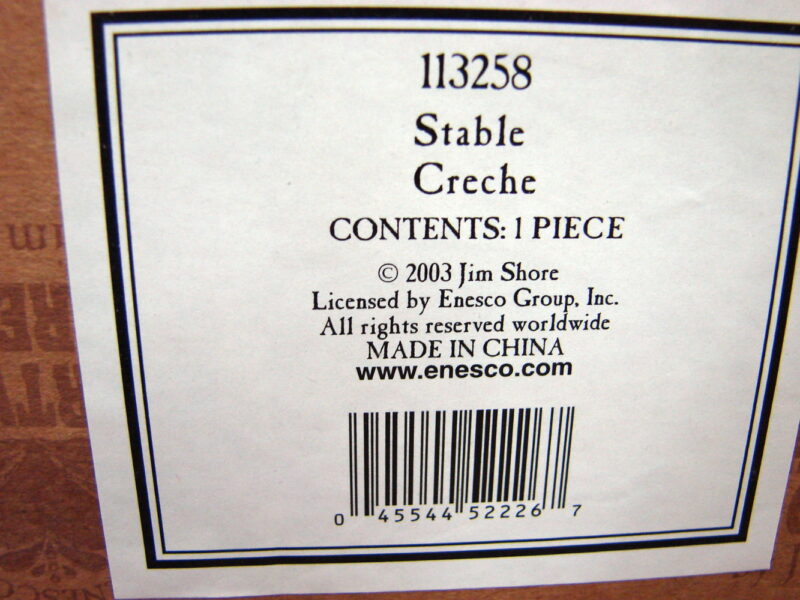 113258
Stable
Creche
CONTENTS: 1 PIECE
© 2003 Jim Shore
Licensed by Enesco Group, Inc.
All rights reserved worldwide
MADE IN CHINA
www.enesco.com
0 45544 52226 7